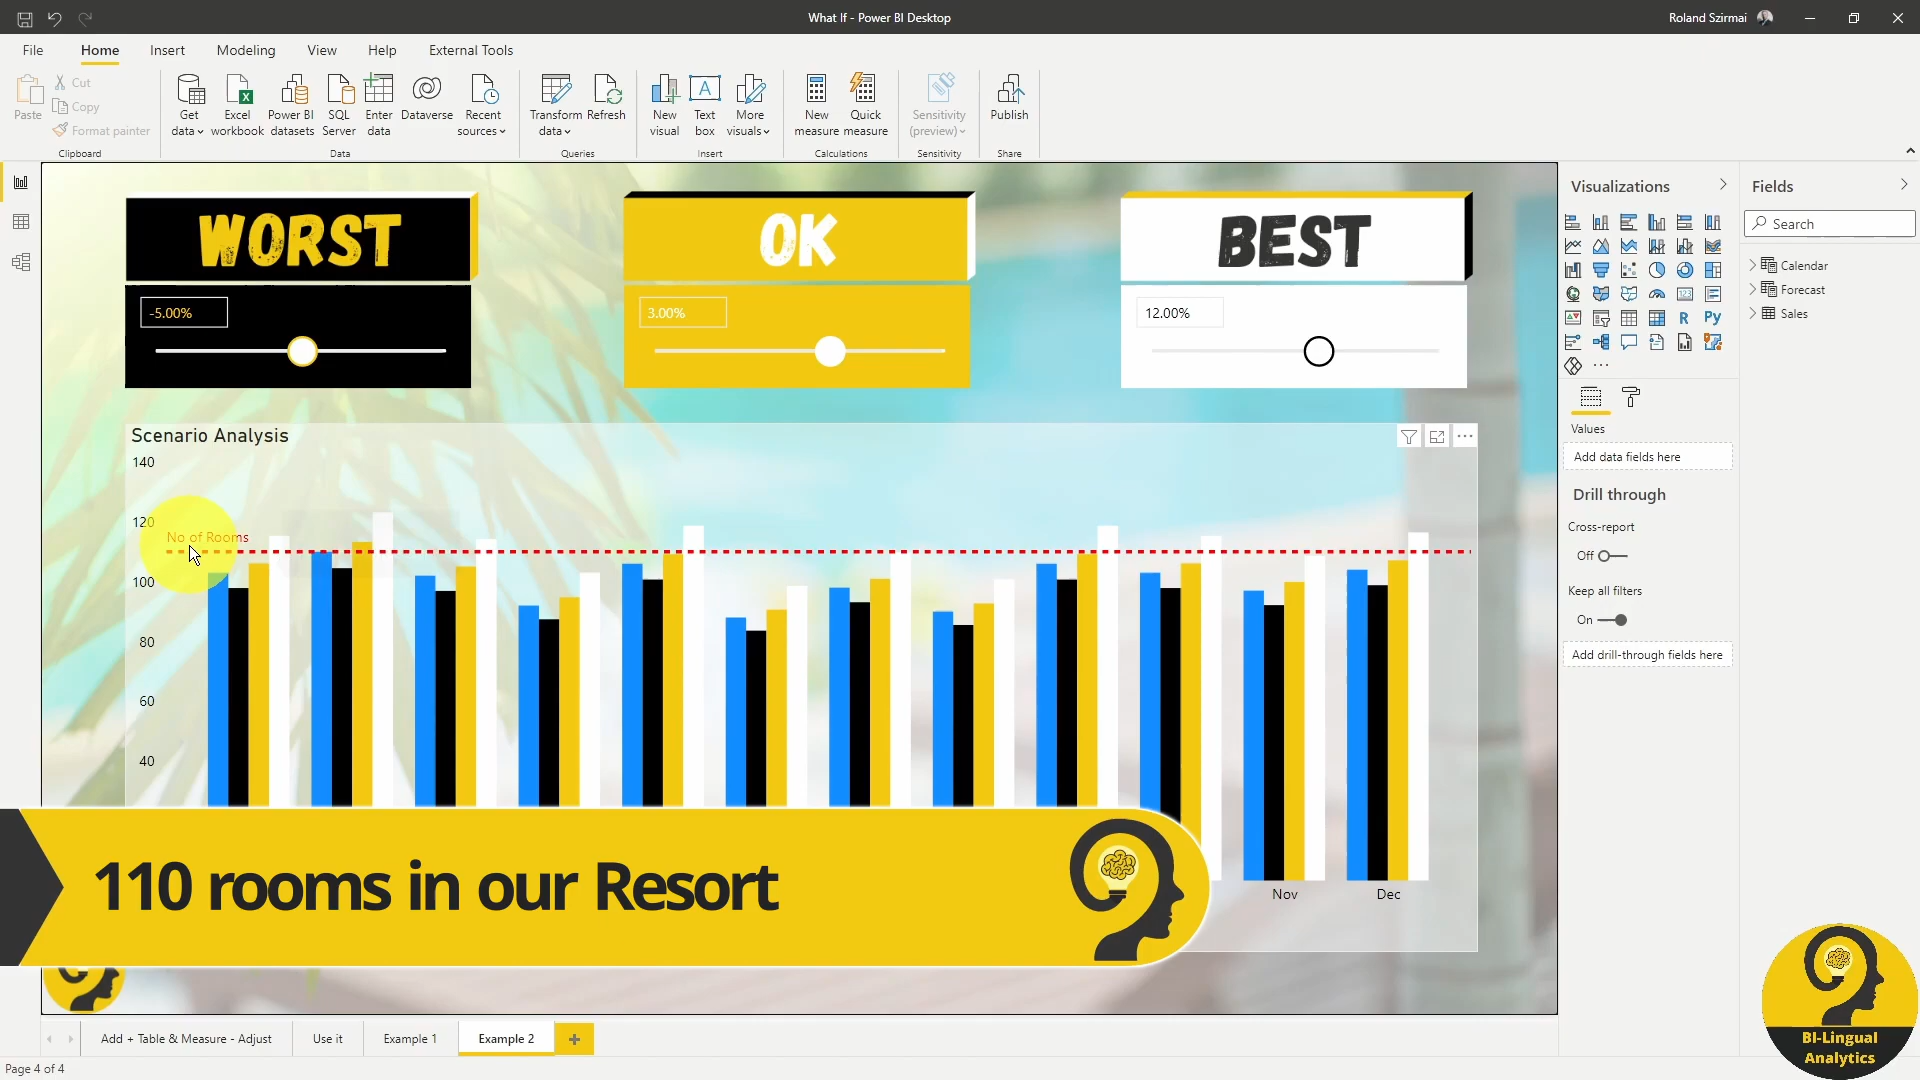 What If - Power BI Desktop
Roland Szirmai
File
Home
Insert
Modeling
View
Help
External Tools
Paste
Cut
Copy
Format painter
Clipboard
Get data
Excel workbook
Power BI datasets
SQL Server
Enter data
Dataverse
Recent sources
Data
Transform data
Refresh
Queries
New visual
Text box
More visuals
Insert
New measure
Quick measure
Calculations
Sensitivity (preview)
Sensitivity
Publish
Share
WORST
OK
BEST
-5.00%
3.00%
12.00%
Scenario Analysis
140
120
No of Rooms
100
80
60
40
Nov
Dec
110 rooms in our Resort
Visualizations
R
Py
123
Values
Add data fields here
Drill through
Cross-report
Off
Keep all filters
On
Add drill-through fields here
Fields
Search
Calendar
Forecast
Sales
Add + Table & Measure - Adjust
Use it
Example 1
Example 2
Page 4 of 4
BI-Lingual
Analytics